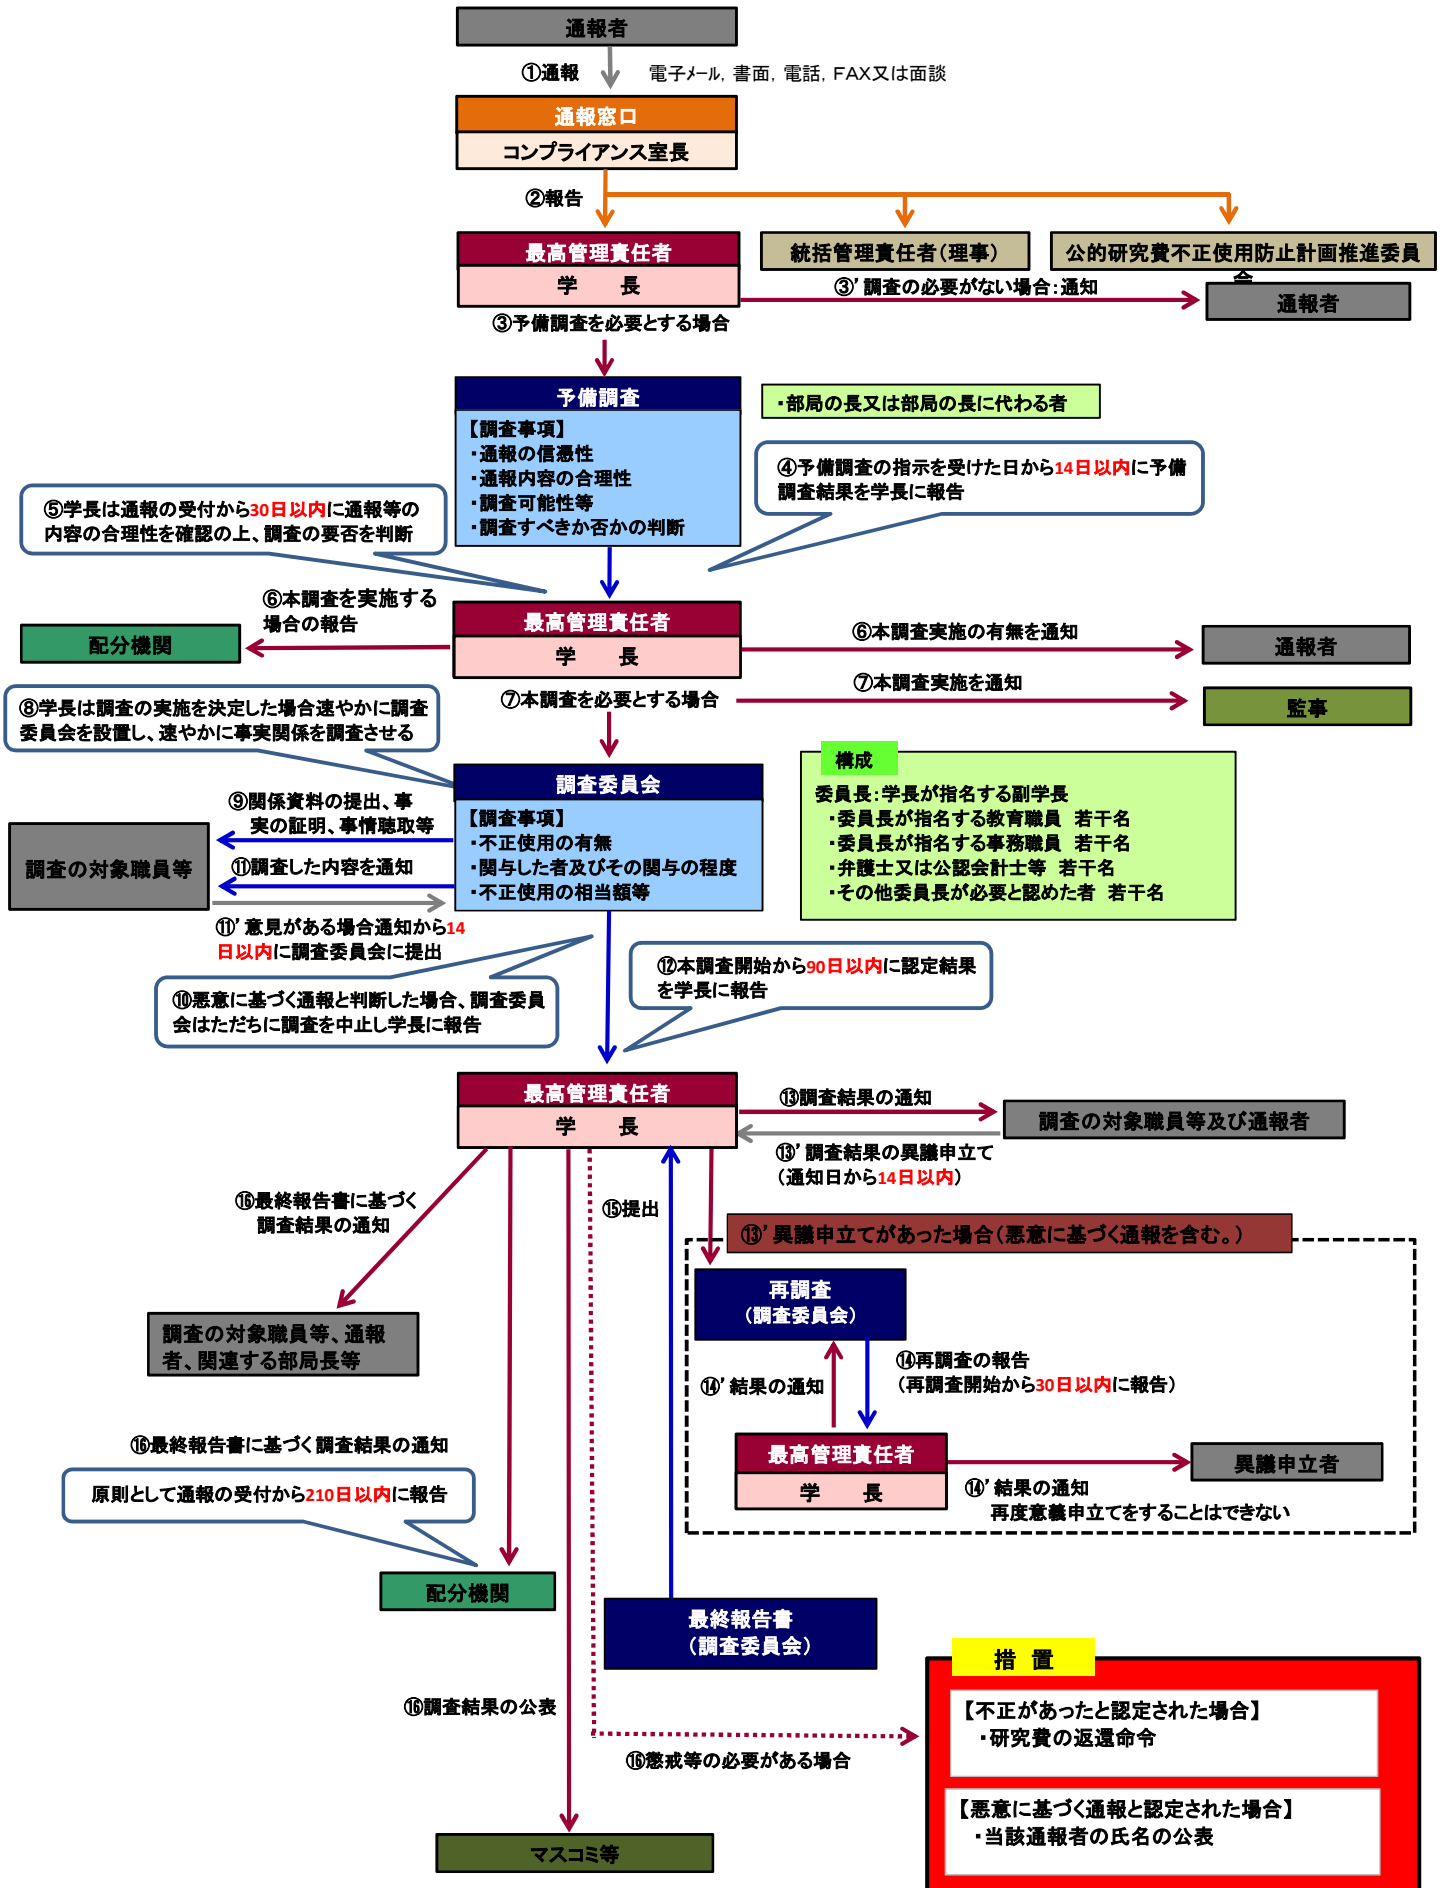 通報者
①通報
電子メール，書面，電話，FAX又は面談
通報窓口
コンプライアンス室長
②報告
最高管理責任者
学　　長
統括管理責任者（理事）
公的研究費不正使用防止計画推進委員
会
③’調査の必要がない場合：通知
通報者
③予備調査を必要とする場合
予備調査
【調査事項】
・通報の信憑性
・通報内容の合理性
・調査可能性等
・調査すべきか否かの判断
・部局の長又は部局の長に代わる者
④予備調査の指示を受けた日から14日以内に予備
調査結果を学長に報告
⑤学長は通報の受付から30日以内に通報等の
内容の合理性を確認の上、調査の要否を判断
⑥本調査を実施する
場合の報告
配分機関
最高管理責任者
学　　長
⑥本調査実施の有無を通知
通報者
⑦本調査実施を通知
監事
⑦本調査を必要とする場合
⑧学長は調査の実施を決定した場合速やかに調査
委員会を設置し、速やかに事実関係を調査させる
調査委員会
【調査事項】
・不正使用の有無
・関与した者及びその関与の程度
・不正使用の相当額等
構成
委員長：学長が指名する副学長
・委員長が指名する教育職員　若干名
・委員長が指名する事務職員　若干名
・弁護士又は公認会計士等　若干名
・その他委員長が必要と認めた者　若干名
⑨関係資料の提出、事
実の証明、事情聴取等
調査の対象職員等
⑪調査した内容を通知
⑪’意見がある場合通知から14
日以内に調査委員会に提出
⑩悪意に基づく通報と判断した場合、調査委員
会はただちに調査を中止し学長に報告
⑫本調査開始から90日以内に認定結果
を学長に報告
最高管理責任者
学　　長
⑬調査結果の通知
調査の対象職員等及び通報者
⑬’調査結果の異議申立て
（通知日から14日以内）
⑯最終報告書に基づく
調査結果の通知
⑮提出
⑬’異議申立てがあった場合（悪意に基づく通報を含む。）
再調査
（調査委員会）
調査の対象職員等、通報
者、関連する部局長等
⑭’結果の通知
⑭再調査の報告
（再調査開始から30日以内に報告）
最高管理責任者
学　　長
異議申立者
⑭’結果の通知
再度意義申立てをすることはできない
⑯最終報告書に基づく調査結果の通知
原則として通報の受付から210日以内に報告
配分機関
最終報告書
（調査委員会）
⑯調査結果の公表
⑯懲戒等の必要がある場合
措　置
【不正があったと認定された場合】
・研究費の返還命令
【悪意に基づく通報と認定された場合】
・当該通報者の氏名の公表
マスコミ等